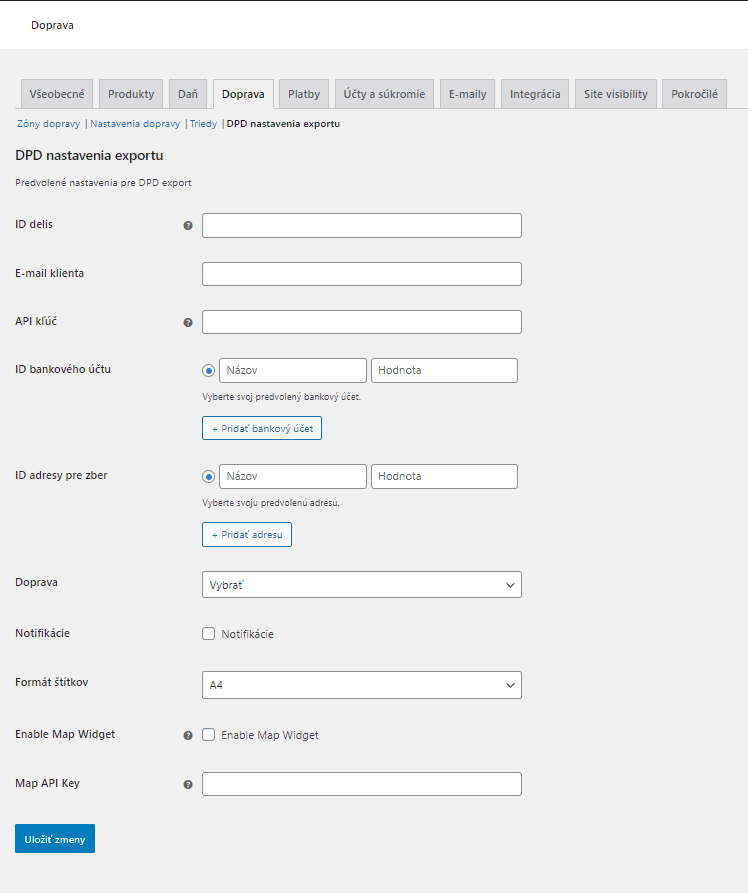 Doprava
Všeobecné Produkty Daň Doprava Platby Účty a súkromie E-maily Integrácia Site visibility Pokročilé
Zóny dopravy | Nastavenia dopravy | Triedy | DPD nastavenia exportu
DPD nastavenia exportu
Predvolené nastavenia pre DPD export
ID delis ?
E-mail klienta
API kľúč ?
ID bankového účtu Názov Hodnota
Vyberte svoj predvolený bankový účet.
+ Pridať bankový účet
ID adresy pre zber Názov Hodnota
Vyberte svoju predvolenú adresu.
+ Pridať adresu
Doprava Vybrať
Notifikácie Notifikácie
Formát štítkov A4
Enable Map Widget ? Enable Map Widget
Map API Key ?
Uložiť zmeny